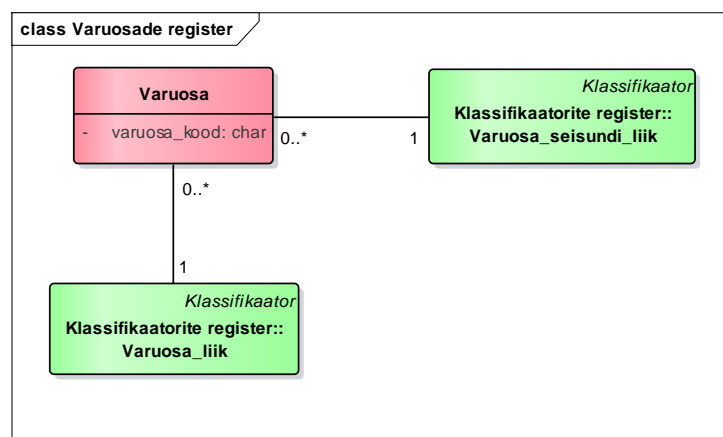 class Varuosade register
Varuosa
- varuosa_kood: char
Klassifikaator
Klassifikaatorite register::
Varuosa_seisundi_liik
0..*
1
0..*
1
Klassifikaator
Klassifikaatorite register::
Varuosa_liik